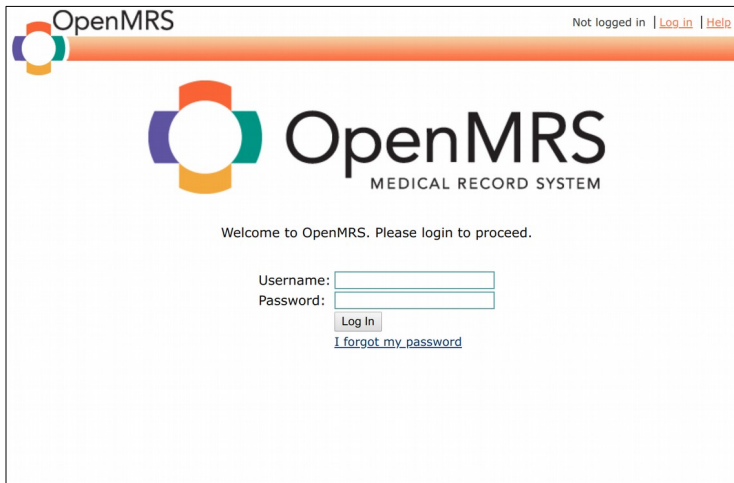 OpenMRS
Not logged in | Log in | Help
OpenMRS
MEDICAL RECORD SYSTEM
Welcome to OpenMRS. Please login to proceed.
Username:
Password:
Log In
I forgot my password